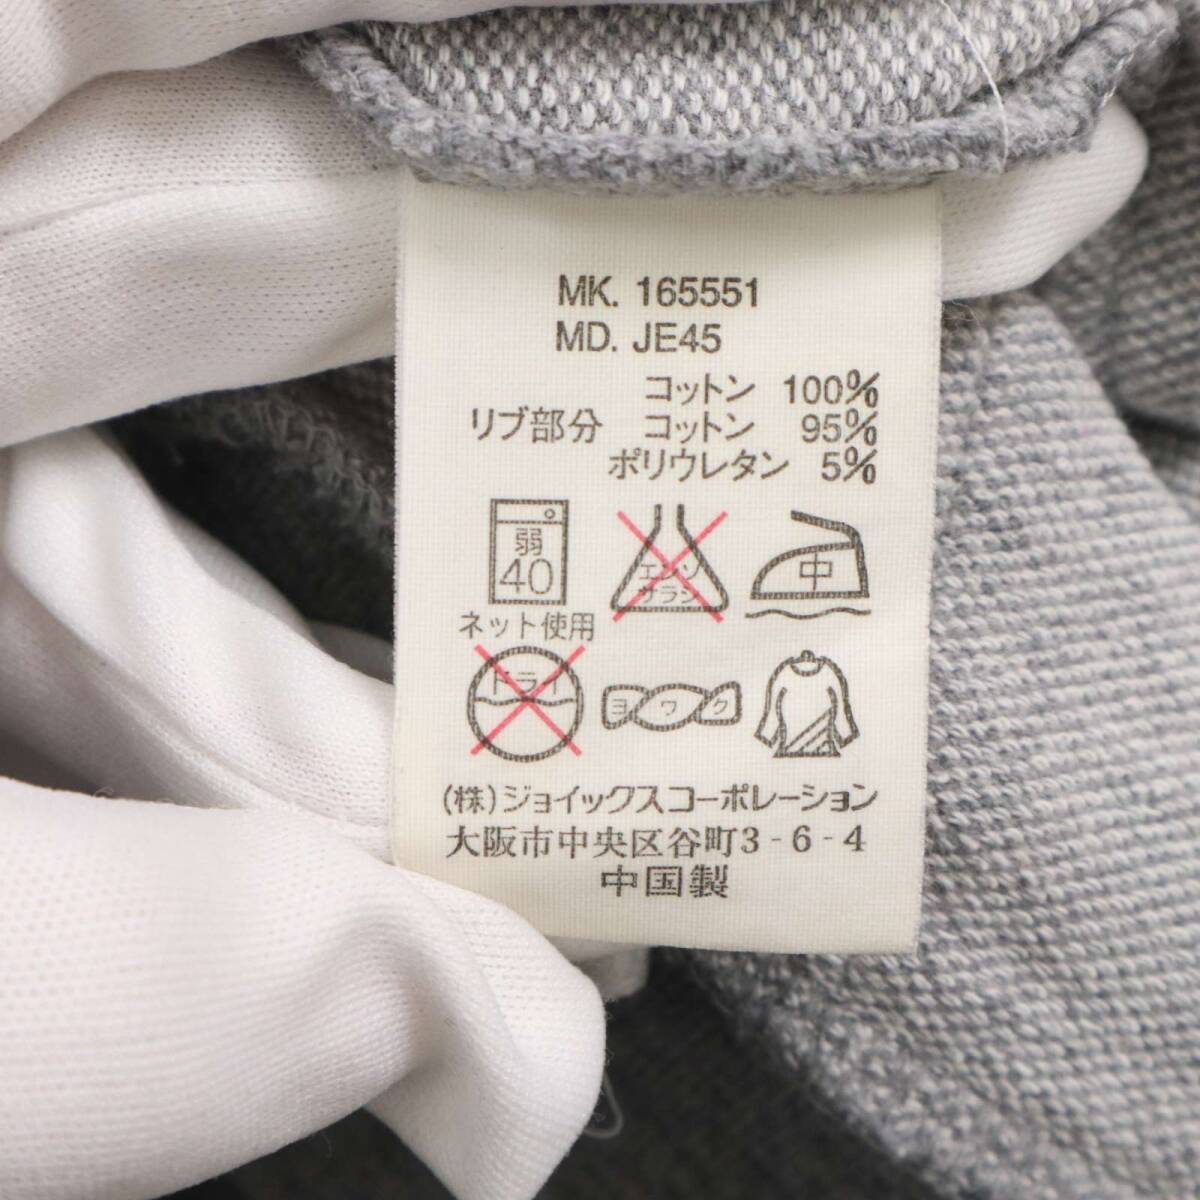 MK. 165551
MD. JE45
コットン 100%
リブ部分 コットン 95%
ポリウレタン 5%
弱
40
エンソ
サラシ
中
ネット使用
ドライ
ヨワク
(株)ジョイックスコーポレーション
大阪市中央区谷町3-6-4
中国製